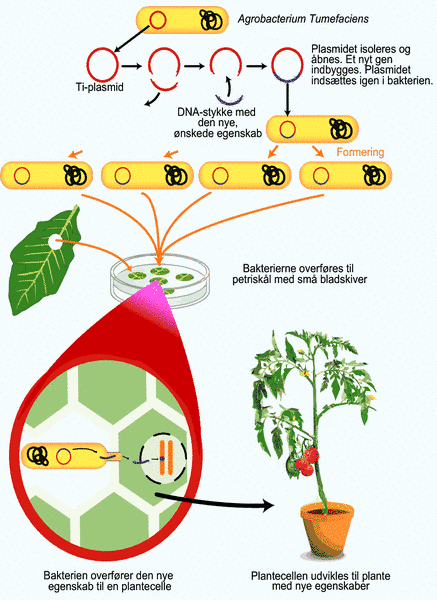 Agrobacterium Tumefaciens
Plasmidet isoleres og
åbnes. Et nyt gen
indbygges. Plasmidet
indsættes igen i bakterien.
Ti-plasmid
DNA-stykke med
den nye,
ønskede egenskab
Formering
Bakterierne overføres til
petriskål med små bladskiver
Bakterien overfører den nye
egenskab til en plantecelle
Plantecellen udvikles til plante
med nye egenskaber